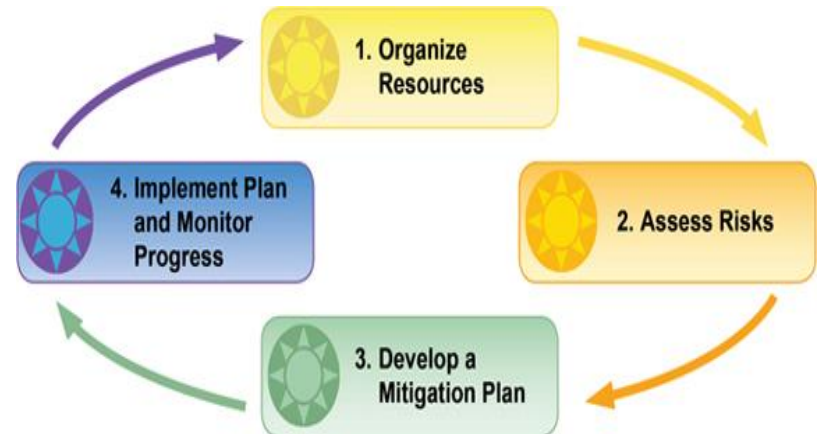 1. Organize
Resources
2. Assess Risks
3. Develop a
Mitigation Plan
4. Implement Plan
and Monitor
Progress